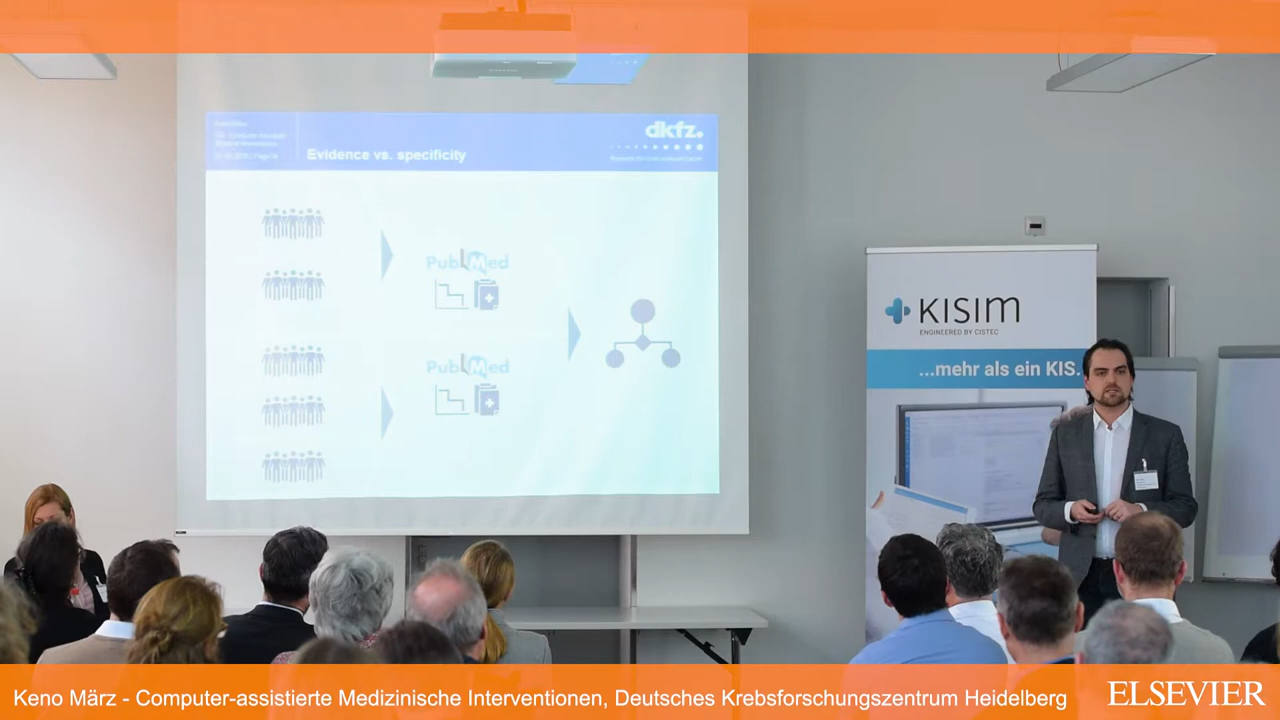 dkfz.
Evidence vs. specificity
PubMed
PubMed
KISIM
ENGINEERED BY CISTEC
...mehr als ein KIS.
Keno März - Computer-assistierte Medizinische Interventionen, Deutsches Krebsforschungszentrum Heidelberg
ELSEVIER